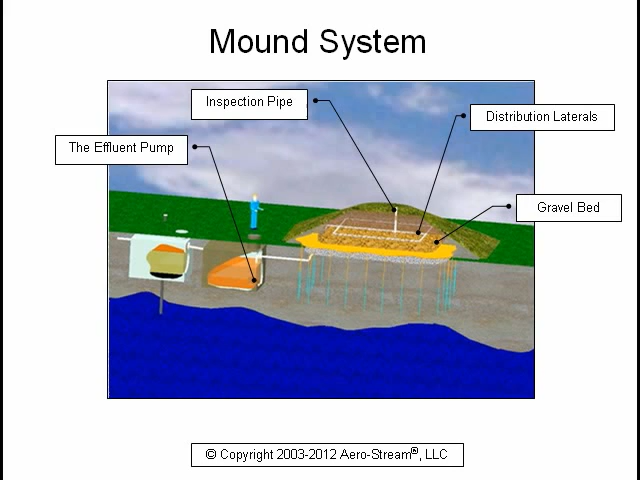 Mound System
Inspection Pipe
Distribution Laterals
The Effluent Pump
Gravel Bed
© Copyright 2003-2012 Aero-Stream®, LLC